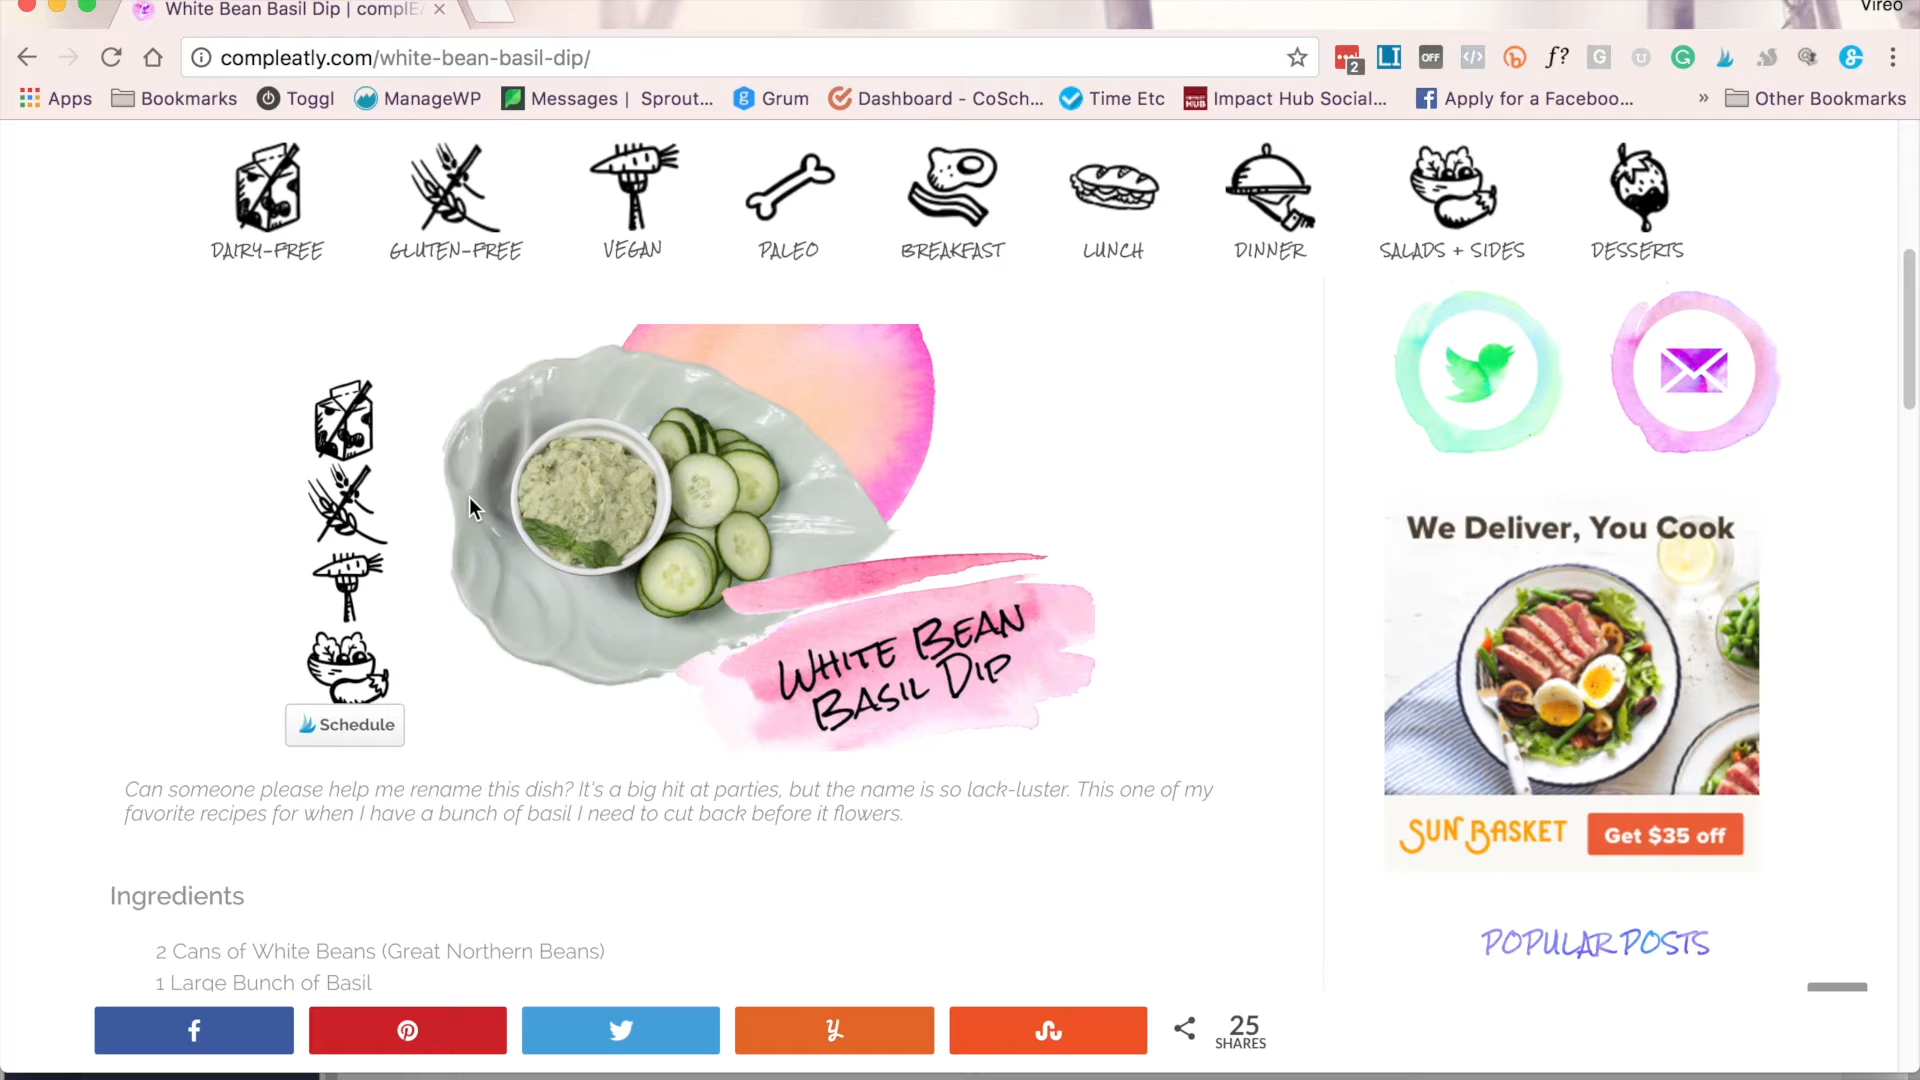 White Bean Basil Dip | complEA
Vireo
compleatly.com/white-bean-basil-dip/
2
LI
OFF
</>
b
f?
G
Apps
Bookmarks
Toggl
ManageWP
Messages | Sprout...
Grum
Dashboard - CoSch...
Time Etc
Impact Hub Social...
Apply for a Faceboo...
»
Other Bookmarks
DAIRY-FREE
GLUTEN-FREE
VEGAN
PALEO
BREAKFAST
LUNCH
DINNER
SALADS + SIDES
DESSERTS
WHITE BEAN
BASIL DIP
Schedule
Can someone please help me rename this dish? It's a big hit at parties, but the name is so lack-luster. This one of my
favorite recipes for when I have a bunch of basil I need to cut back before it flowers.
Ingredients
2 Cans of White Beans (Great Northern Beans)
1 Large Bunch of Basil
We Deliver, You Cook
SUN BASKET
Get $35 off
POPULAR POSTS
25
SHARES